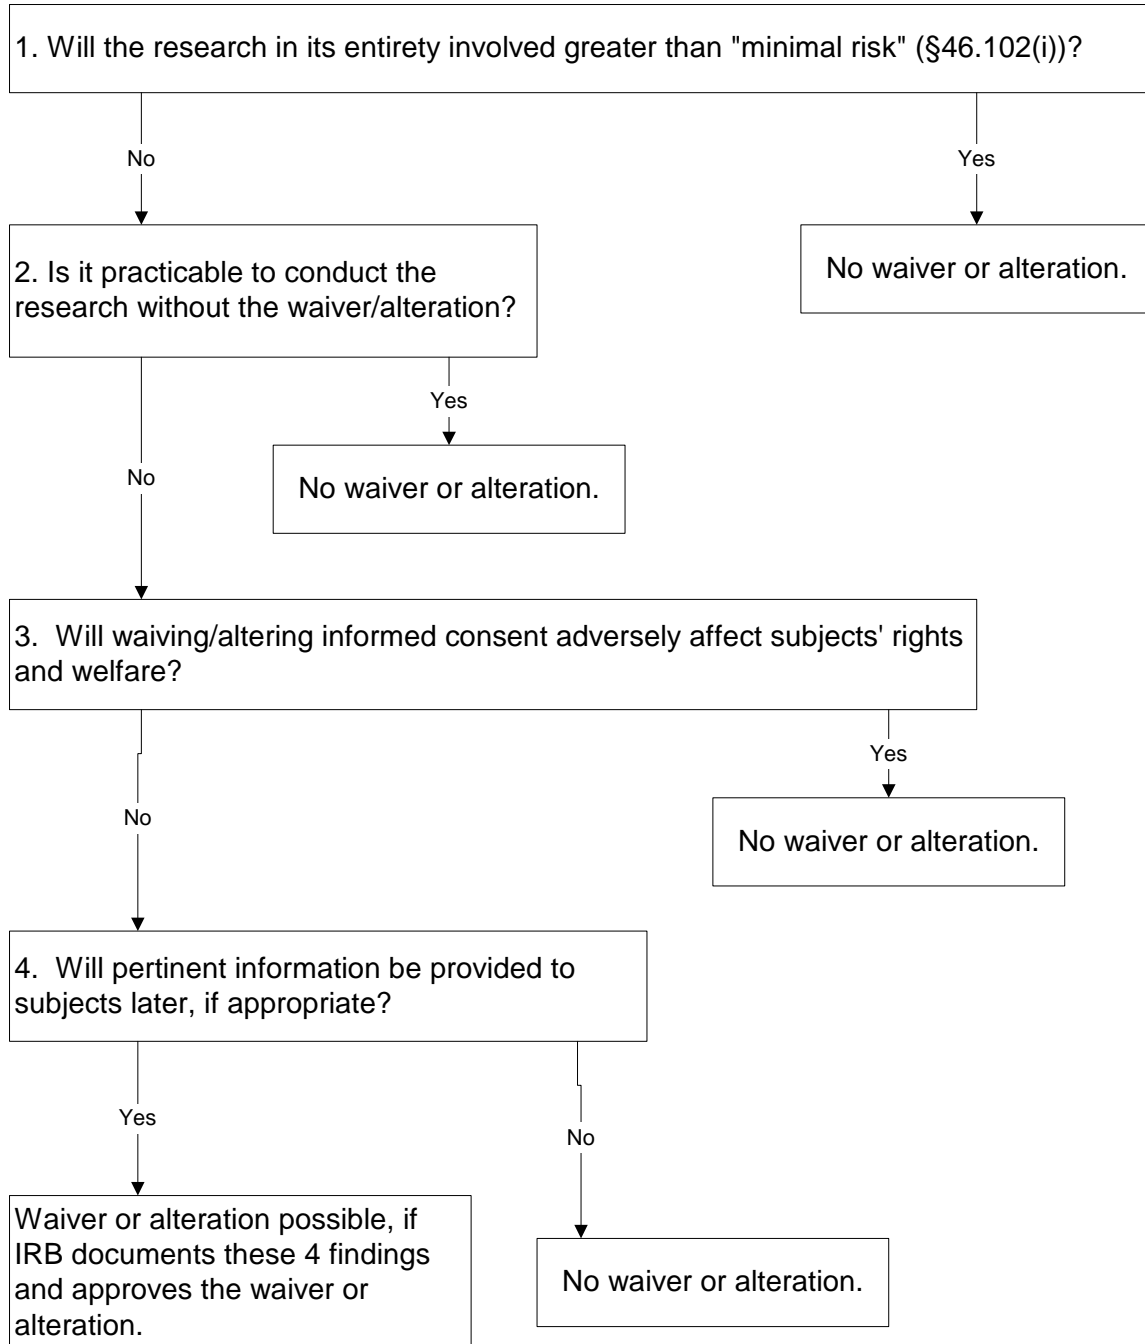 1. Will the research in its entirety involved greater than "minimal risk" (§46.102(i))?
No
Yes
2. Is it practicable to conduct the
research without the waiver/alteration?
No waiver or alteration.
Yes
No
No waiver or alteration.
3.  Will waiving/altering informed consent adversely affect subjects' rights
and welfare?
Yes
No
No waiver or alteration.
4.  Will pertinent information be provided to
subjects later, if appropriate?
Yes
No
Waiver or alteration possible, if
IRB documents these 4 findings
and approves the waiver or
alteration.
No waiver or alteration.